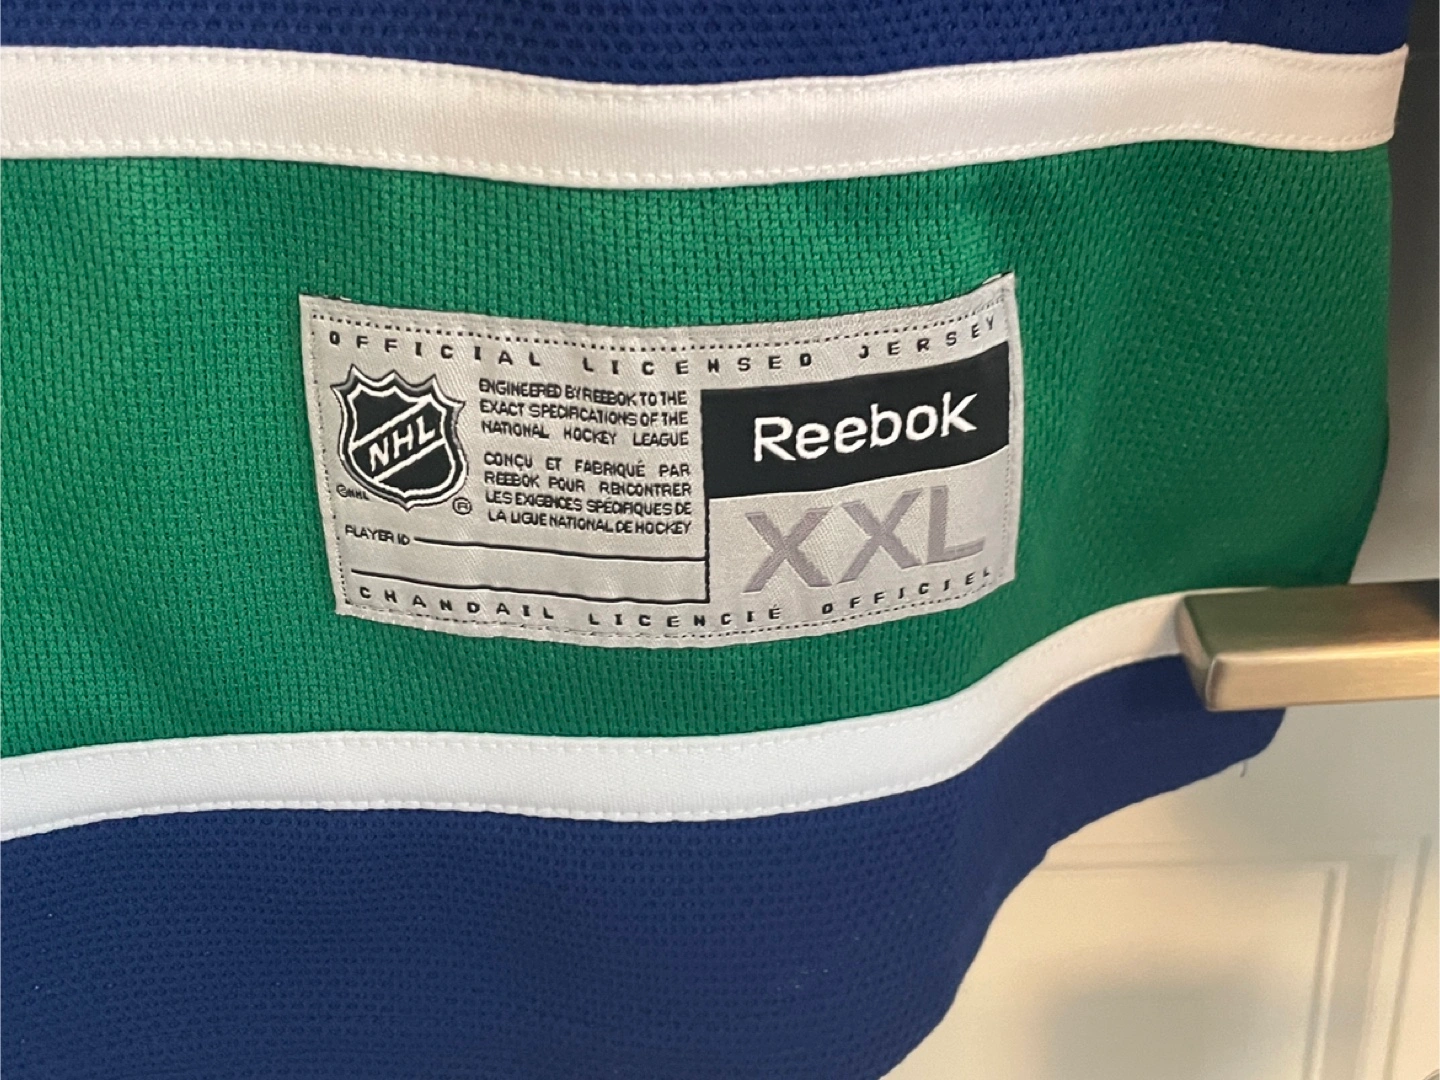 OFFICIAL LICENSED JERSEY
NHL
©NHL
®
ENGINEERED BY REEBOK TO THE
EXACT SPECIFICATIONS OF THE
NATIONAL HOCKEY LEAGUE
CONÇU ET FABRIQUÉ PAR
REEBOK POUR RENCONTRER
LES EXIGENCES SPÉCIFIQUES DE
LA LIGUE NATIONAL DE HOCKEY
PLAYER ID
Reebok
XXL
CHANDAIL LICENCIÉ OFFICIEL